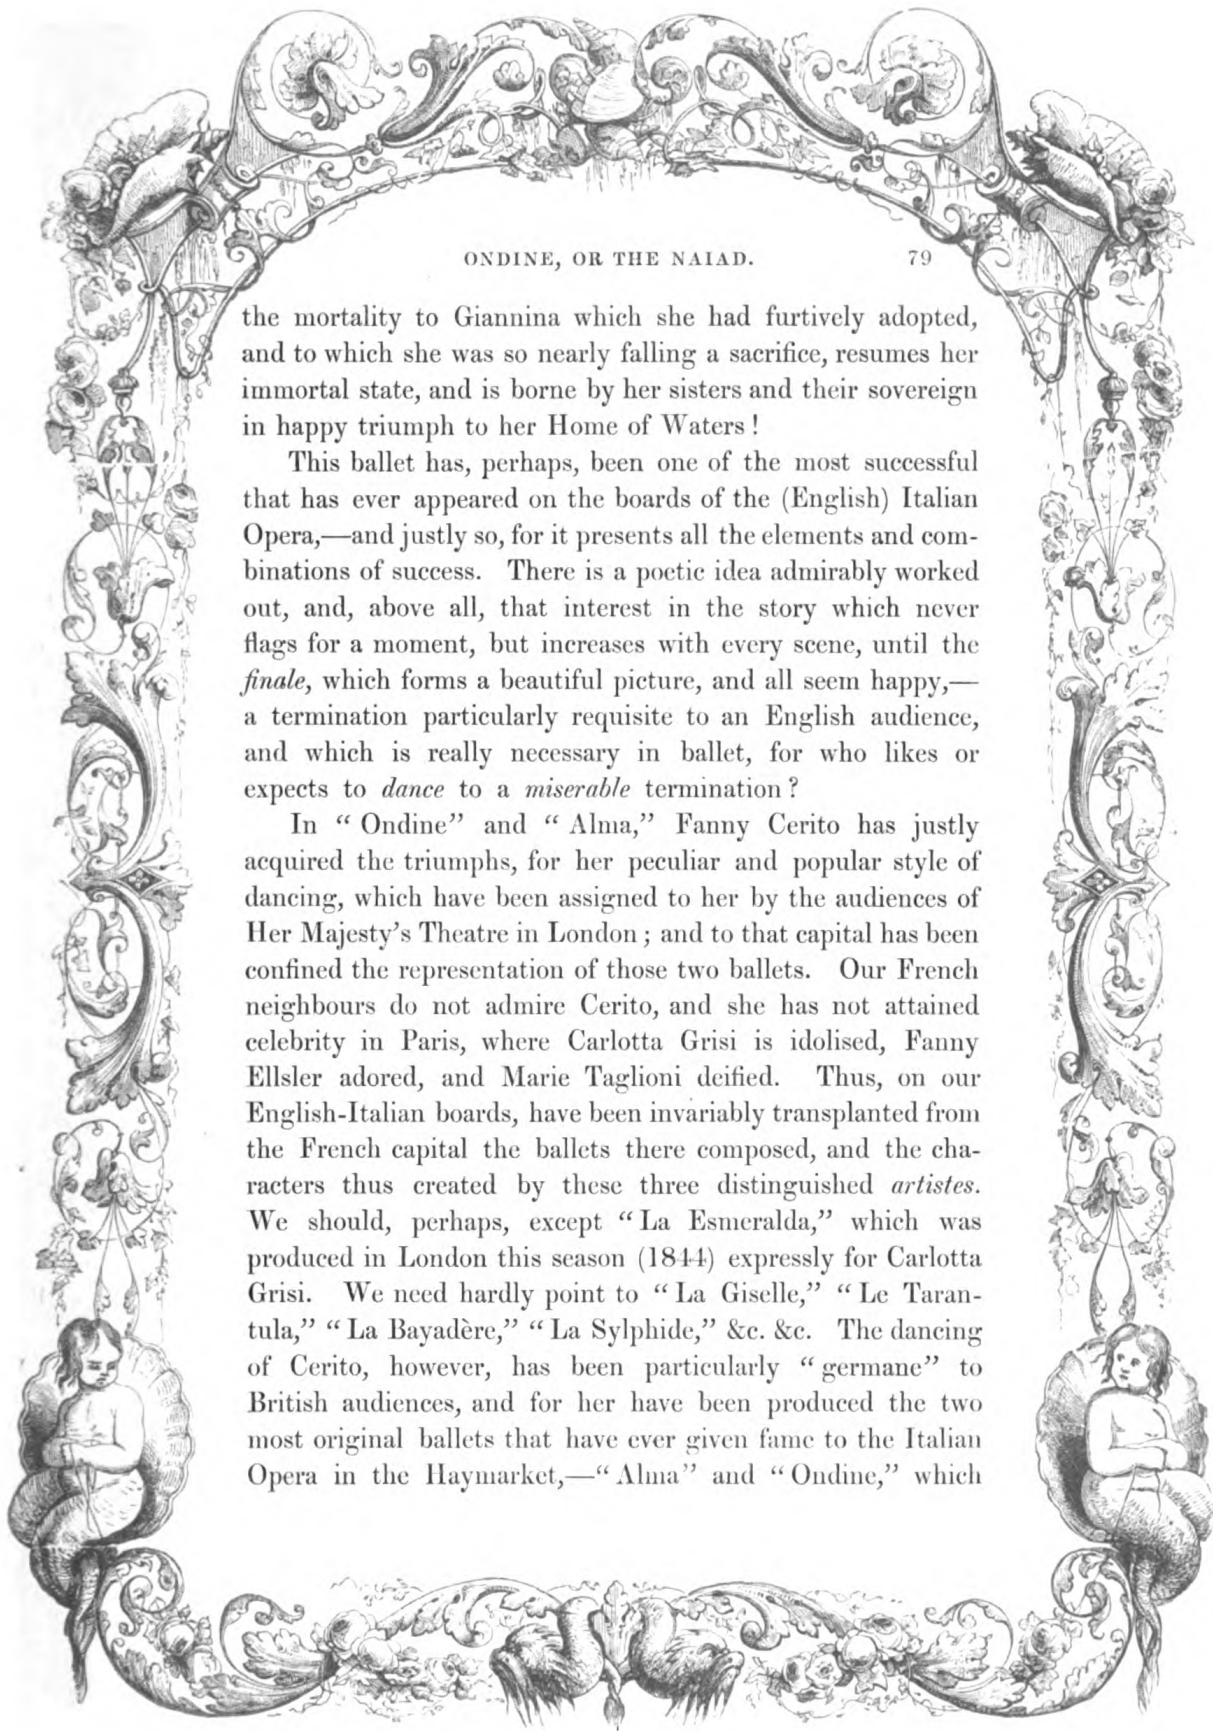 ONDINE, OR THE NAIAD. 79
the mortality to Giannina which she had furtively adopted,
and to which she was so nearly falling a sacrifice, resumes her
immortal state, and is borne by her sisters and their sovereign
in happy triumph to her Home of Waters !
This ballet has, perhaps, been one of the most successful
that has ever appeared on the boards of the (English) Italian
Opera,—and justly so, for it presents all the elements and com-
binations of success. There is a poetic idea admirably worked
out, and, above all, that interest in the story which never
flags for a moment, but increases with every scene, until the
finale, which forms a beautiful picture, and all seem happy,—
a termination particularly requisite to an English audience,
and which is really necessary in ballet, for who likes or
expects to dance to a miserable termination ?
In “ Ondine” and “ Alma,” Fanny Cerito has justly
acquired the triumphs, for her peculiar and popular style of
dancing, which have been assigned to her by the audiences of
Her Majesty’s Theatre in London ; and to that capital has been
confined the representation of those two ballets. Our French
neighbours do not admire Cerito, and she has not attained
celebrity in Paris, where Carlotta Grisi is idolised, Fanny
Ellsler adored, and Marie Taglioni deified. Thus, on our
English-Italian boards, have been invariably transplanted from
the French capital the ballets there composed, and the cha-
racters thus created by these three distinguished artistes.
We should, perhaps, except “ La Esmeralda,” which was
produced in London this season (1844) expressly for Carlotta
Grisi. We need hardly point to “ La Giselle,” “ Le Taran-
tula,” “ La Bayadère,” “ La Sylphide,” &c. &c. The dancing
of Cerito, however, has been particularly “ germane” to
British audiences, and for her have been produced the two
most original ballets that have ever given fame to the Italian
Opera in the Haymarket,—“ Alma” and “ Ondine,” which